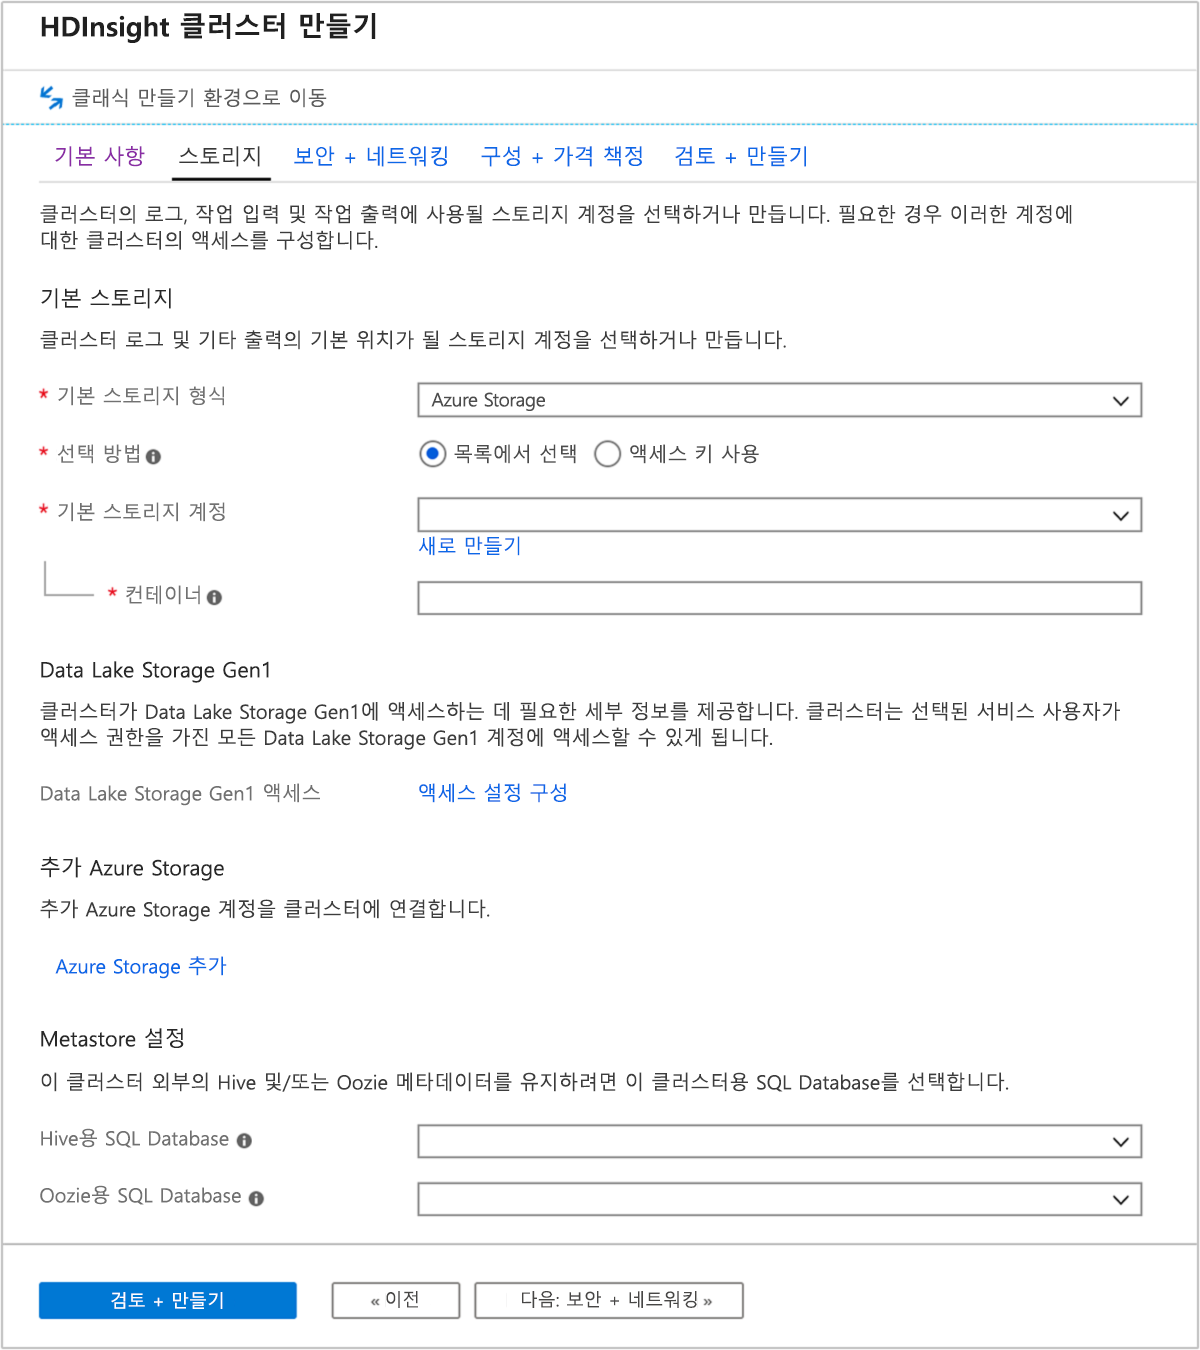 HDInsight 클러스터 만들기
클래식 만들기 환경으로 이동
기본 사항 스토리지 보안 + 네트워킹 구성 + 가격 책정 검토 + 만들기
클러스터의 로그, 작업 입력 및 작업 출력에 사용될 스토리지 계정을 선택하거나 만듭니다. 필요한 경우 이러한 계정에
대한 클러스터의 액세스를 구성합니다.
기본 스토리지
클러스터 로그 및 기타 출력의 기본 위치가 될 스토리지 계정을 선택하거나 만듭니다.
* 기본 스토리지 형식 Azure Storage
* 선택 방법 목록에서 선택 액세스 키 사용
* 기본 스토리지 계정
새로 만들기
* 컨테이너
Data Lake Storage Gen1
클러스터가 Data Lake Storage Gen1에 액세스하는 데 필요한 세부 정보를 제공합니다. 클러스터는 선택된 서비스 사용자가
액세스 권한을 가진 모든 Data Lake Storage Gen1 계정에 액세스할 수 있게 됩니다.
Data Lake Storage Gen1 액세스 액세스 설정 구성
추가 Azure Storage
추가 Azure Storage 계정을 클러스터에 연결합니다.
Azure Storage 추가
Metastore 설정
이 클러스터 외부의 Hive 및/또는 Oozie 메타데이터를 유지하려면 이 클러스터용 SQL Database를 선택합니다.
Hive용 SQL Database
Oozie용 SQL Database
검토 + 만들기 « 이전 다음: 보안 + 네트워킹 »